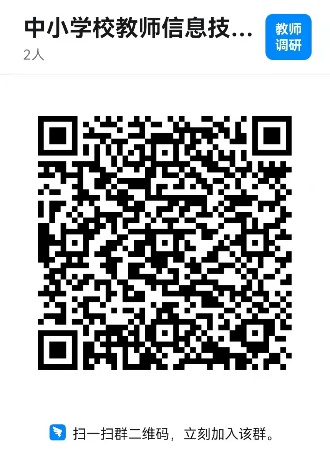 中小学校教师信息技...
2人
教师
调研
扫一扫群二维码，立刻加入该群。